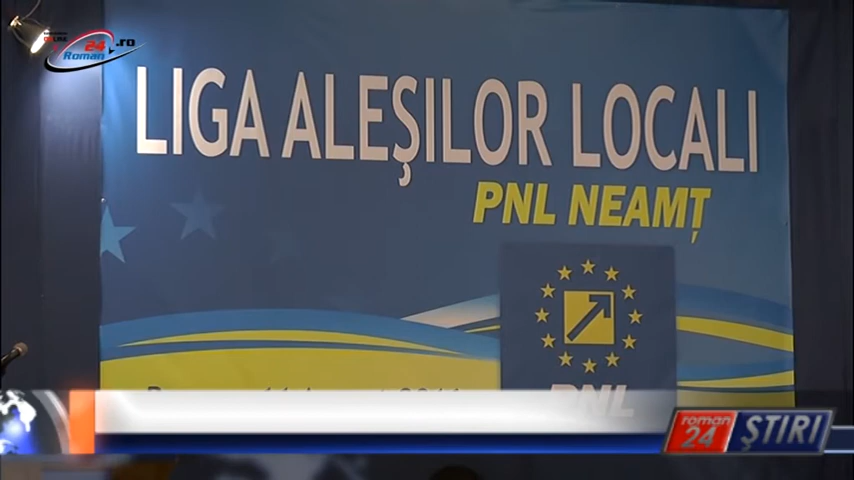 24.ro
Roman
LIGA ALEȘILOR LOCALI
PNL NEAMȚ
PNL
roman
24
ȘTIRI